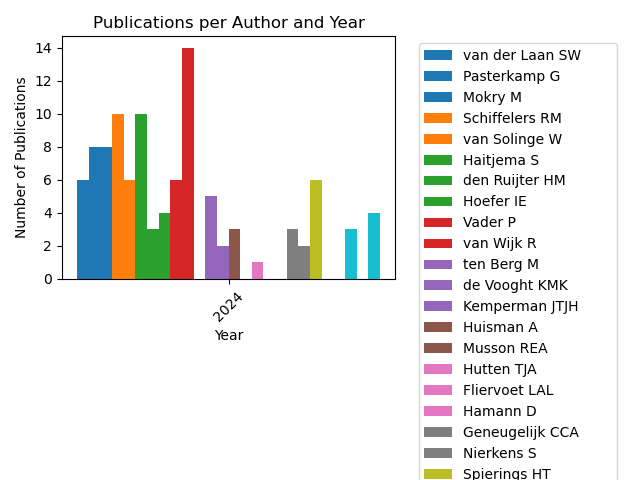 Publications per Author and Year
Number of Publications
14
12
10
8
6
4
2
0
2024
Year
van der Laan SW
Pasterkamp G
Mokry M
Schiffelers RM
van Solinge W
Haitjema S
den Ruijter HM
Hoefer IE
Vader P
van Wijk R
ten Berg M
de Vooght KMK
Kemperman JTJH
Huisman A
Musson REA
Hutten TJA
Fliervoet LAL
Hamann D
Geneugelijk CCA
Nierkens S
Spierings HT